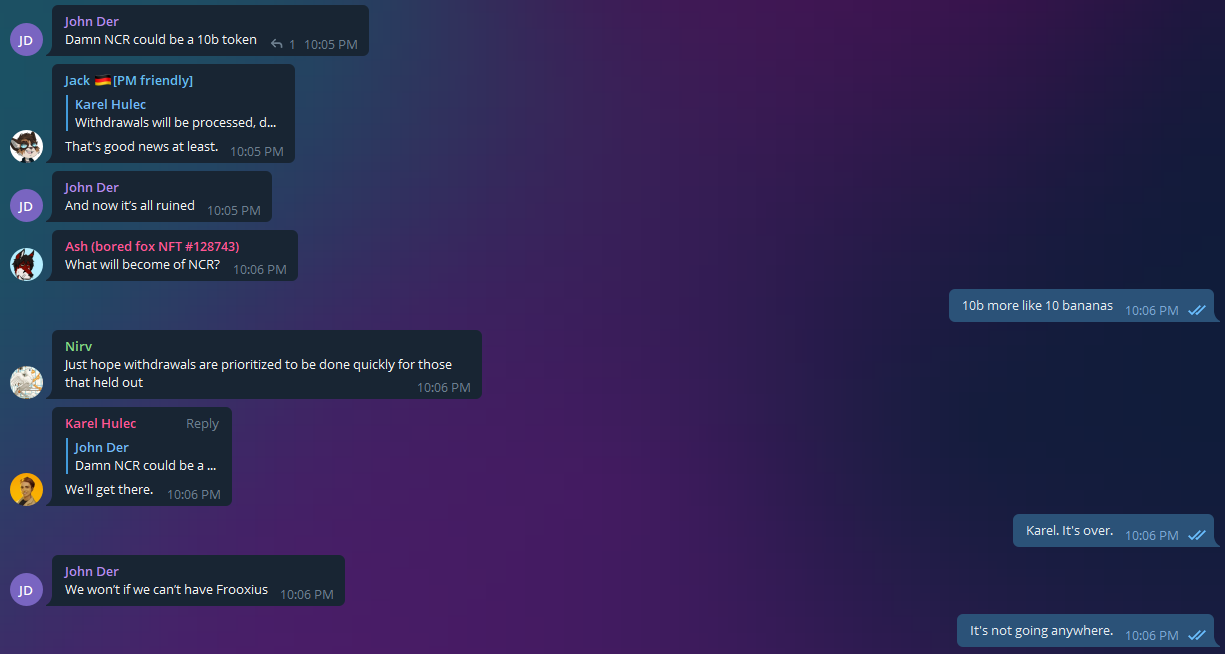 John Der
Damn NCR could be a 10b token 1 10:05 PM
Jack 🇩🇪[PM friendly]
Karel Hulec
Withdrawals will be processed, d...
That's good news at least. 10:05 PM
JD
John Der
And now it's all ruined 10:05 PM
JD
Ash (bored fox NFT #128743)
What will become of NCR? 10:06 PM
10b more like 10 bananas 10:06 PM
Nirv
Just hope withdrawals are prioritized to be done quickly for those
that held out 10:06 PM
Karel Hulec Reply
John Der
Damn NCR could be a ...
We'll get there. 10:06 PM
Karel. It's over. 10:06 PM
John Der
We won't if we can't have Frooxius 10:06 PM
JD
It's not going anywhere. 10:06 PM